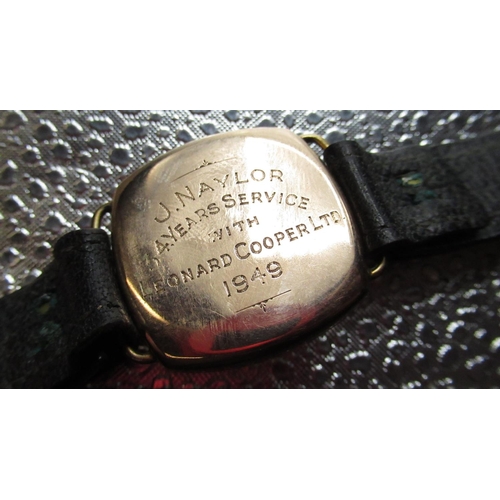 J. NAYLOR
YEARS SERVICE
WITH
LEONARD COOPER LTD.
1949